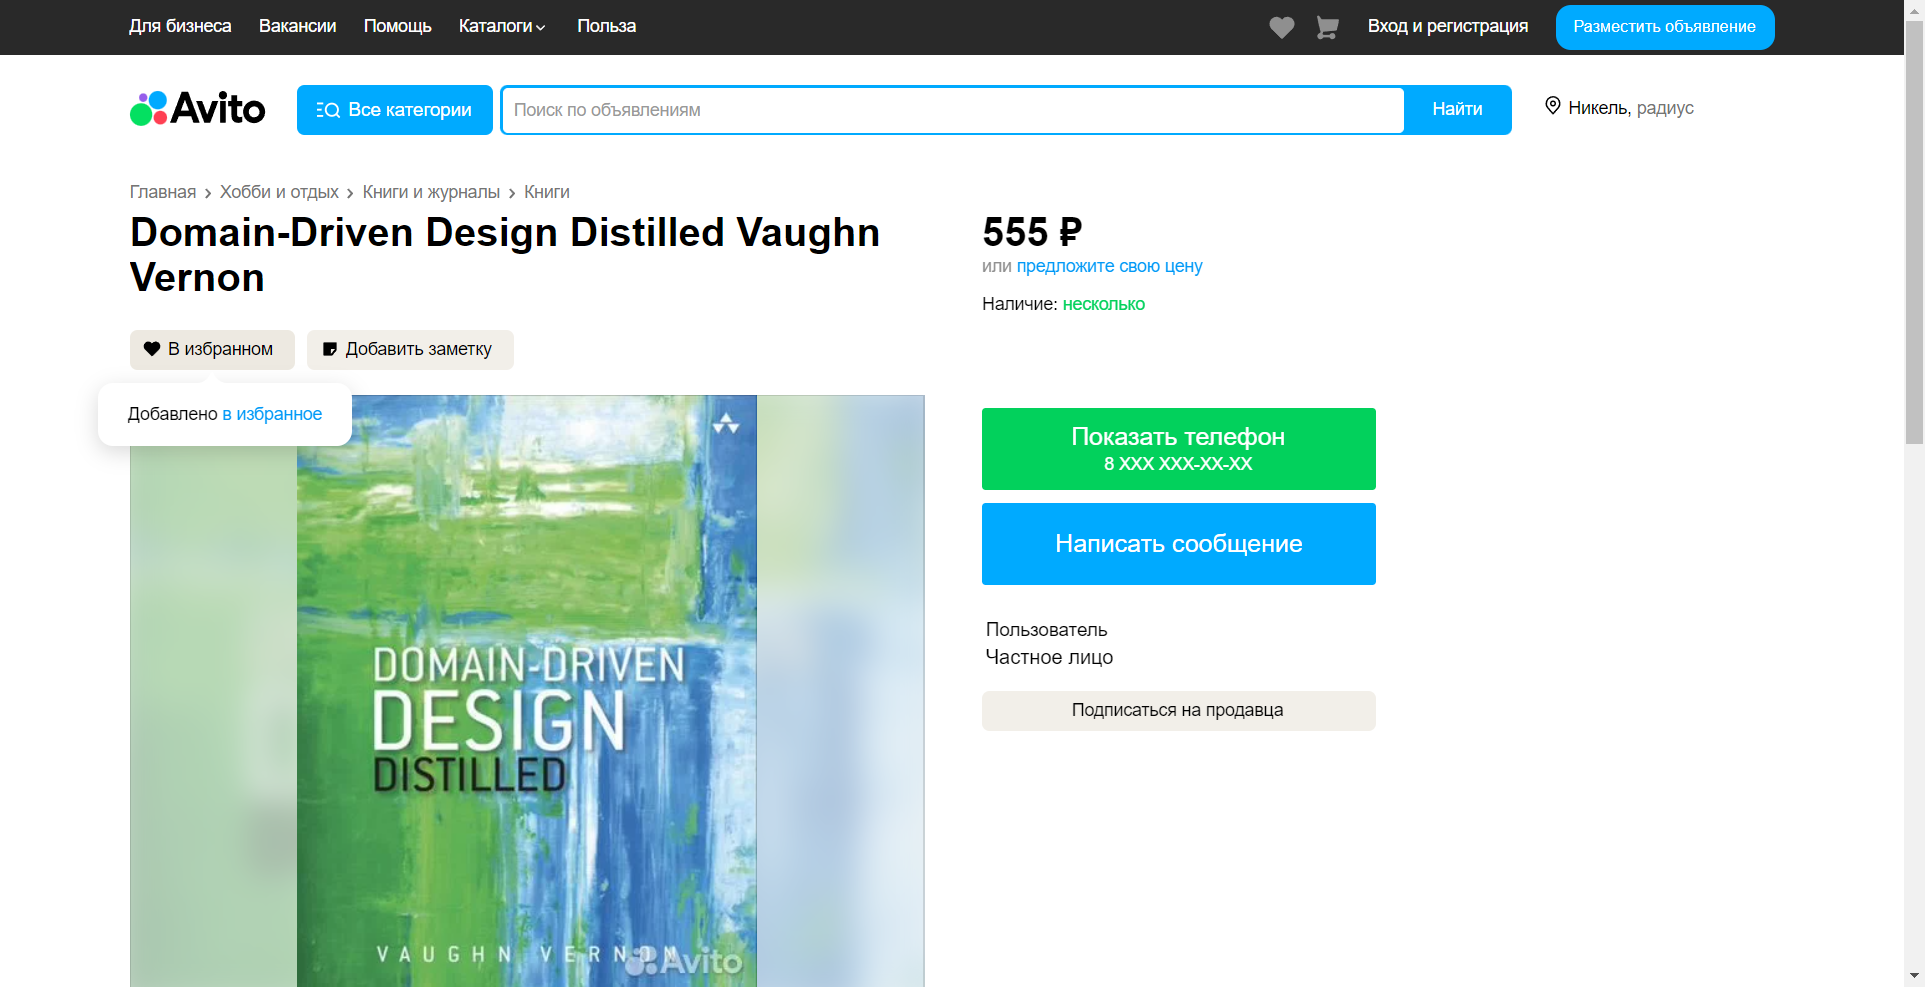 Для бизнеса Вакансии Помощь Каталоги Польза Вход и регистрация Разместить объявление
Avito Все категории Поиск по объявлениям Найти Никель, радиус
Главная › Хобби и отдых › Книги и журналы › Книги
Domain-Driven Design Distilled Vaughn
Vernon
555 ₽
или предложите свою цену
Наличие: несколько
В избранном Добавить заметку
Добавлено в избранное
DOMAIN-DRIVEN
DESIGN
DISTILLED
VAUGHN VERNON
Avito
Показать телефон
8 XXX XXX-XX-XX
Написать сообщение
Пользователь
Частное лицо
Подписаться на продавца